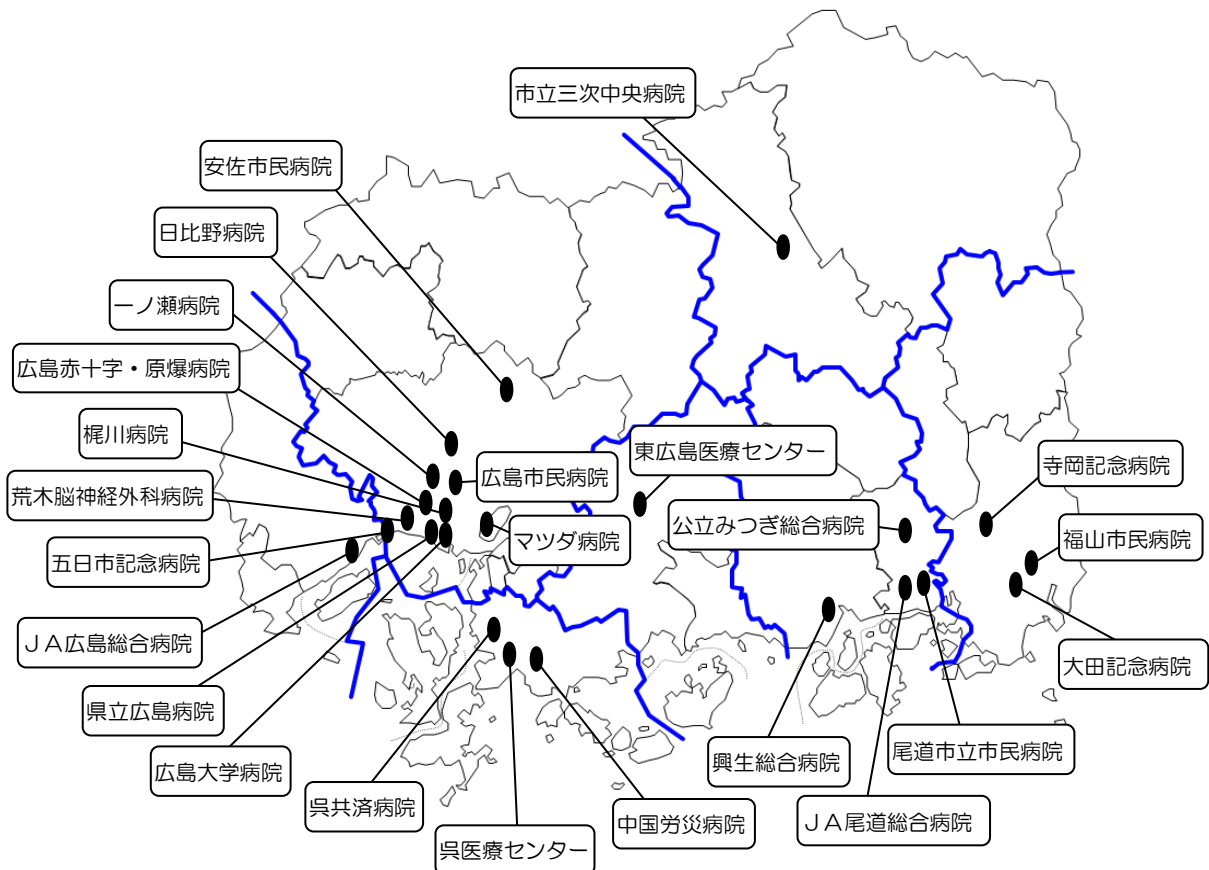 市立三次中央病院
安佐市民病院
日比野病院
一ノ瀬病院
広島赤十字・原爆病院
梶川病院
荒木脳神経外科病院
五日市記念病院
ＪＡ広島総合病院
県立広島病院
広島大学病院
呉共済病院
呉医療センター
中国労災病院
広島市民病院
マツダ病院
東広島医療センター
公立みつぎ総合病院
興生総合病院
ＪＡ尾道総合病院
尾道市立市民病院
寺岡記念病院
福山市民病院
大田記念病院